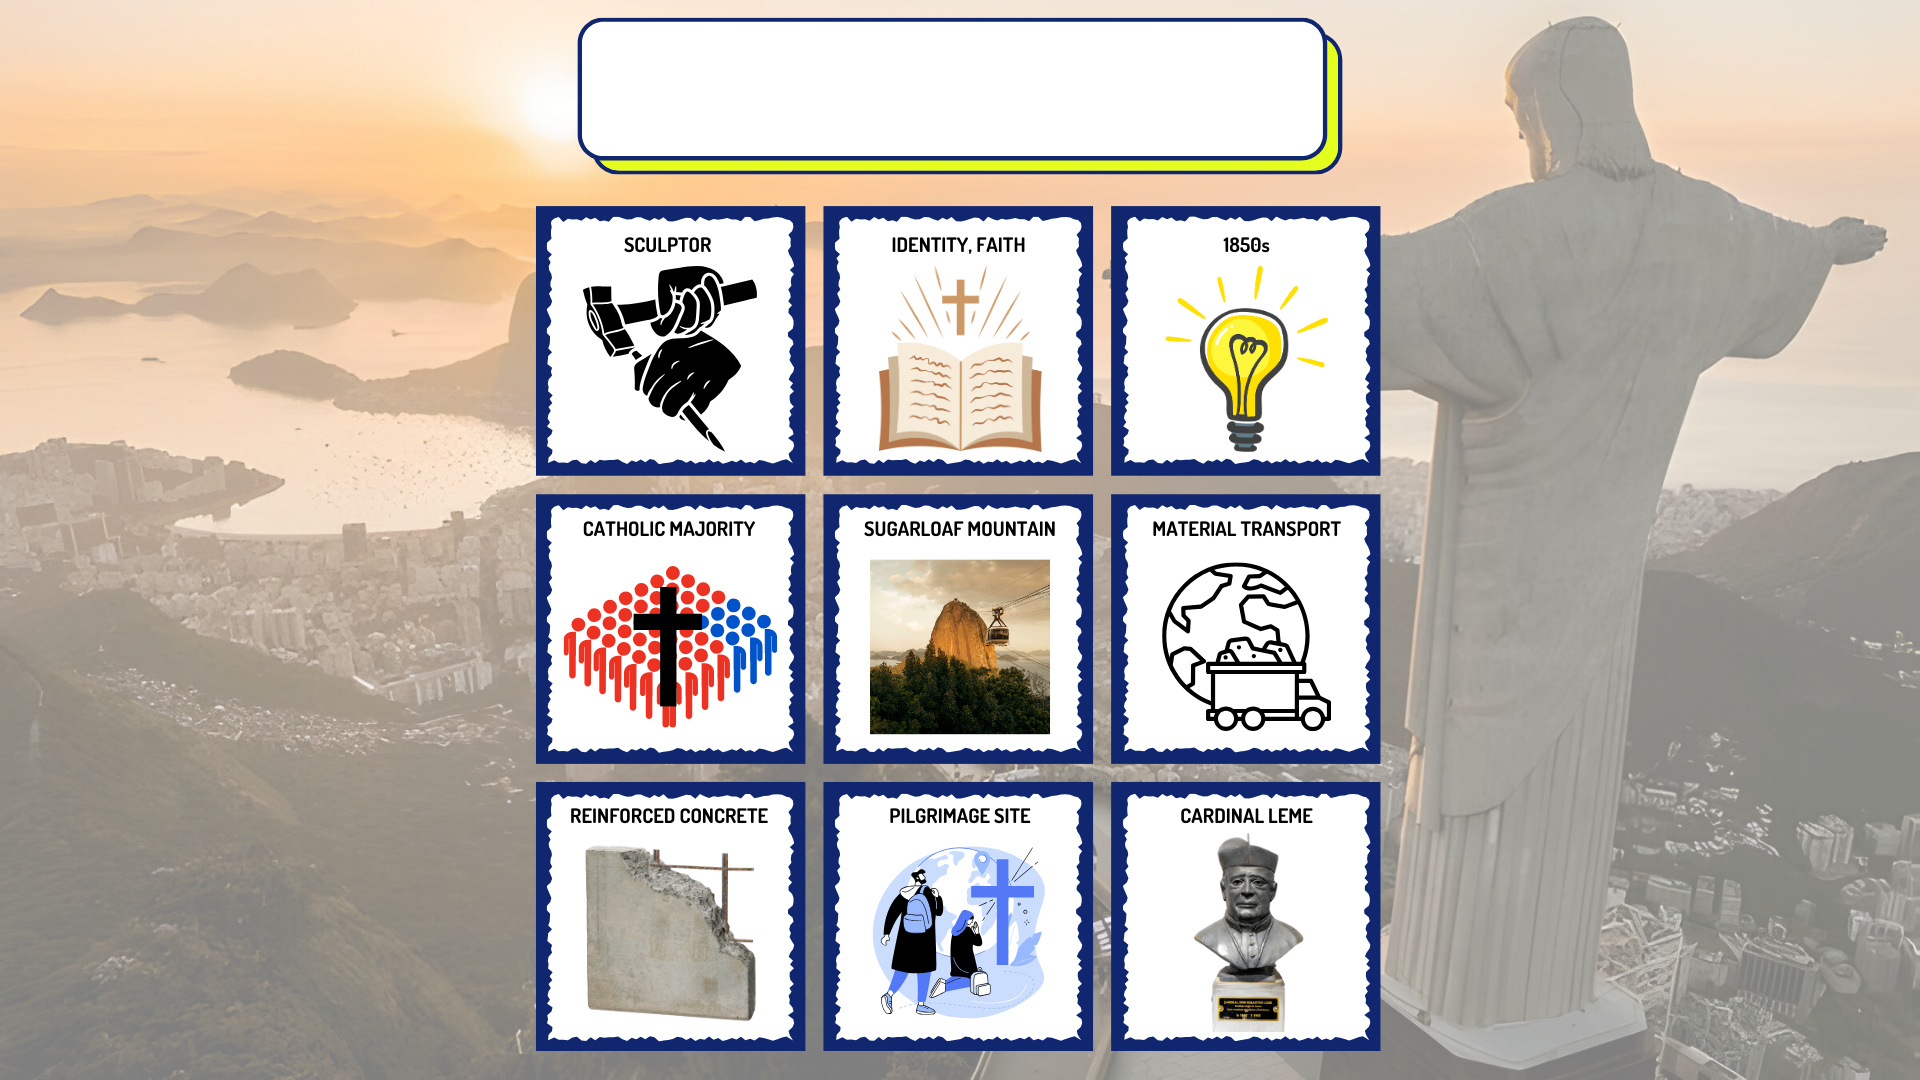 SCULPTOR
IDENTITY, FAITH
1850s
CATHOLIC MAJORITY
SUGARLOAF MOUNTAIN
MATERIAL TRANSPORT
REINFORCED CONCRETE
PILGRIMAGE SITE
CARDINAL LEME